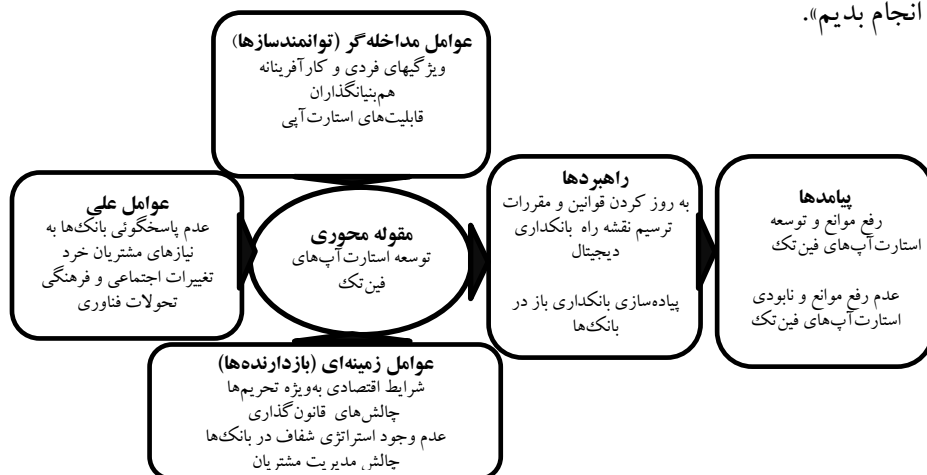 انجام بدیم».
عوامل مداخله‌گر (توانمندسازها)
ویژگیهای فردی و کارآفرینانه
هم‌بنیانگذاران
قابلیت‌های استارت‌آپی
عوامل علی
عدم پاسخگوئی بانک‌ها به
نیازهای مشتریان خرد
تغییرات اجتماعی و فرهنگی
تحولات فناوری
مقوله محوری
توسعه استارت‌آپ‌های
فین‌تک
راهبردها
به روز کردن قوانین و مقررات
ترسیم نقشه راه بانکداری
دیجیتال
پیاده‌سازی بانکداری باز در
بانک‌ها
پیامدها
رفع موانع و توسعه
استارت‌آپ‌های فین‌تک
عدم رفع موانع و نابودی
استارت‌آپ‌های فین‌تک
عوامل زمینه‌ای (بازدارنده‌ها)
شرایط اقتصادی به‌ویژه تحریم‌ها
چالش‌های قانون‌گذاری
عدم وجود استراتژی شفاف در بانک‌ها
چالش مدیریت مشتریان